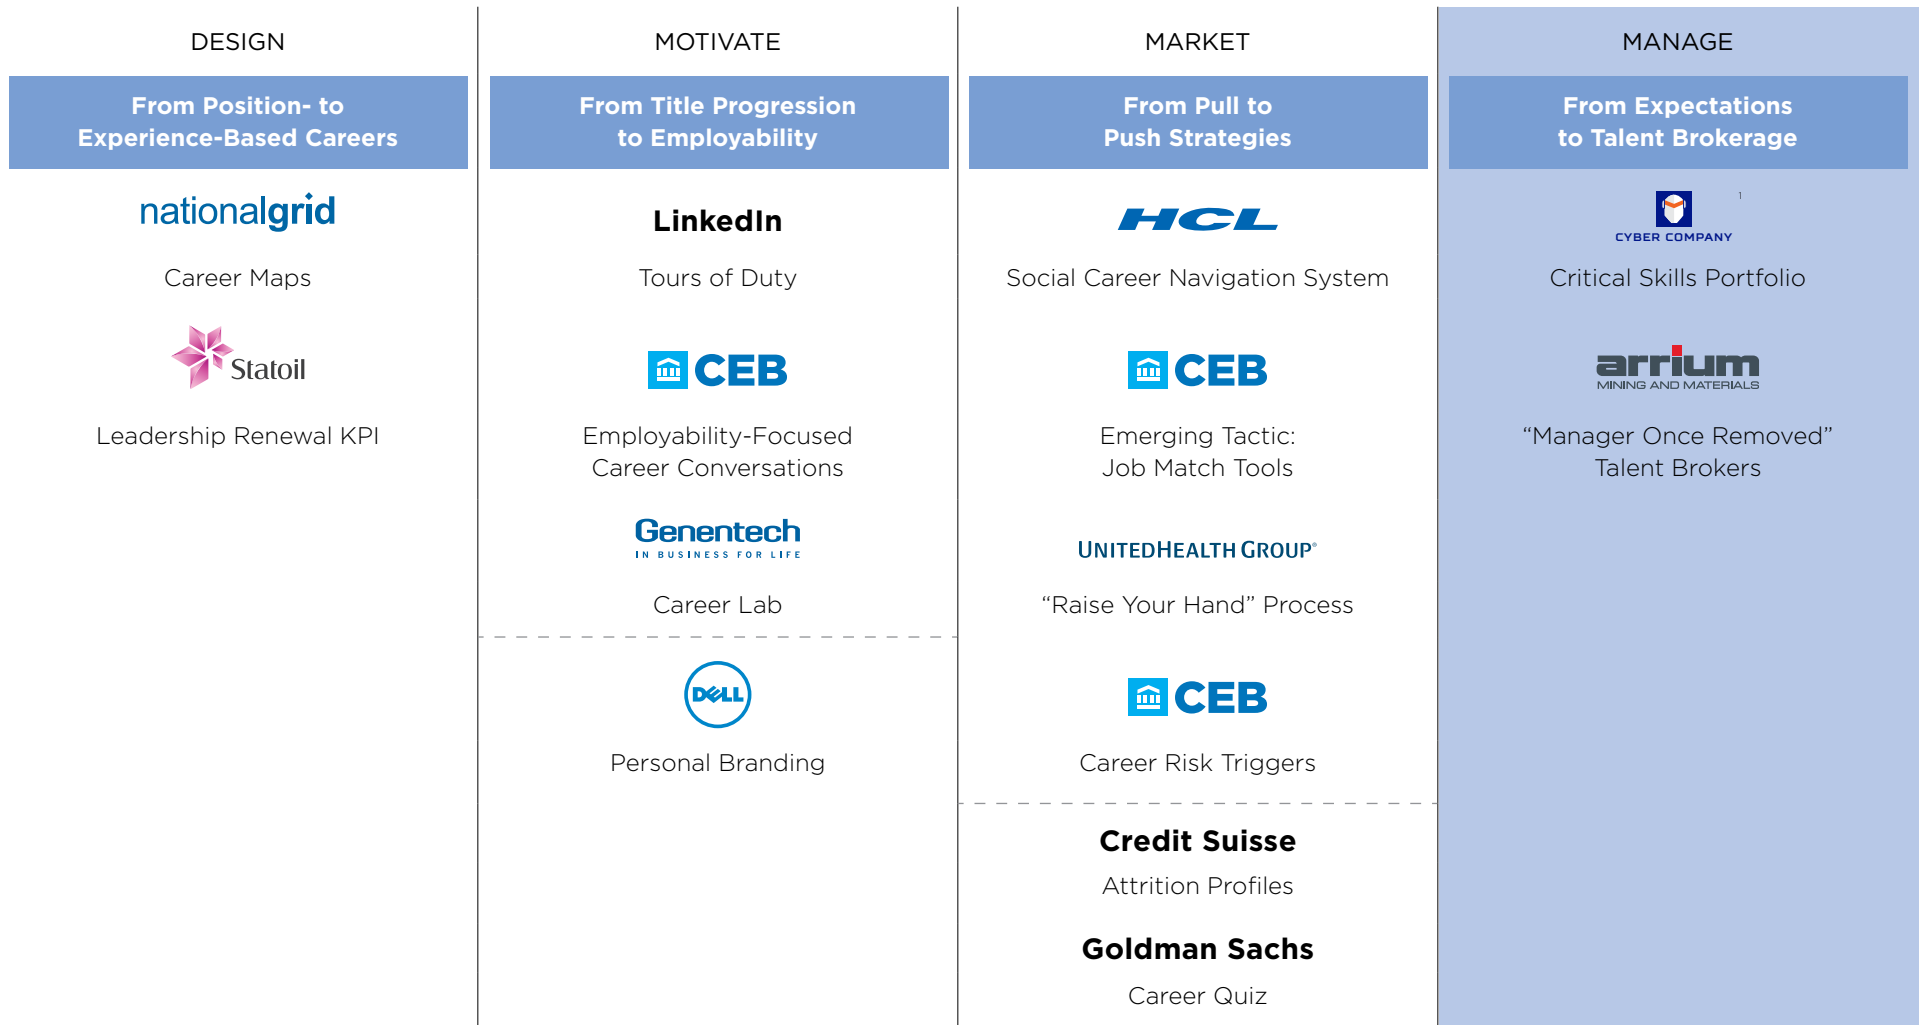 DESIGN
From Position- to
Experience-Based Careers
nationalgrid
Career Maps
Statoil
Leadership Renewal KPI
MOTIVATE
From Title Progression
to Employability
LinkedIn
Tours of Duty
CEB
Employability-Focused
Career Conversations
Genentech
IN BUSINESS FOR LIFE
Career Lab
DELL
Personal Branding
MARKET
From Pull to
Push Strategies
HCL
Social Career Navigation System
CEB
Emerging Tactic:
Job Match Tools
UNITEDHEALTH GROUP®
“Raise Your Hand” Process
CEB
Career Risk Triggers
Credit Suisse
Attrition Profiles
Goldman Sachs
Career Quiz
MANAGE
From Expectations
to Talent Brokerage
1
CYBER COMPANY
Critical Skills Portfolio
arrium
MINING AND MATERIALS
“Manager Once Removed”
Talent Brokers